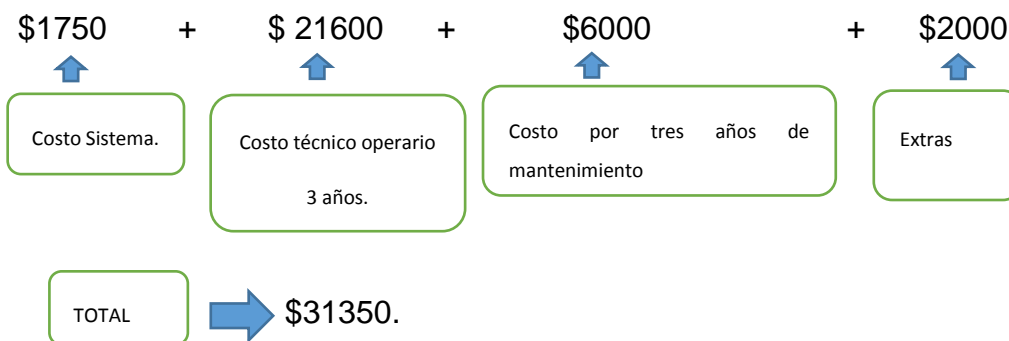 $1750 + $ 21600 + $6000 + $2000
Costo Sistema.
Costo técnico operario
3 años.
Costo por tres años de
mantenimiento
Extras
TOTAL
$31350.